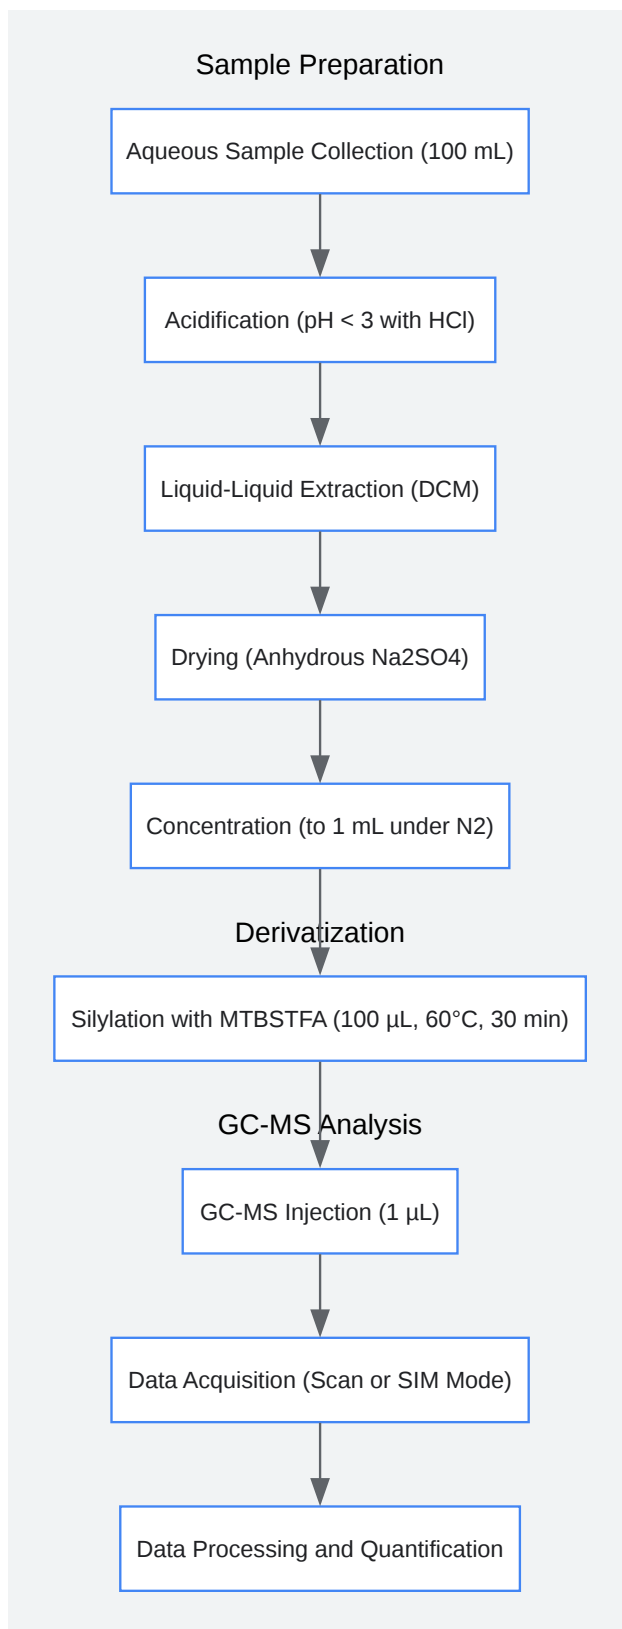 Sample Preparation
Aqueous Sample Collection (100 mL)
Acidification (pH < 3 with HCl)
Liquid-Liquid Extraction (DCM)
Drying (Anhydrous Na2SO4)
Concentration (to 1 mL under N2)
Derivatization
Silylation with MTBSTFA (100 µL, 60°C, 30 min)
GC-MS Analysis
GC-MS Injection (1 µL)
Data Acquisition (Scan or SIM Mode)
Data Processing and Quantification